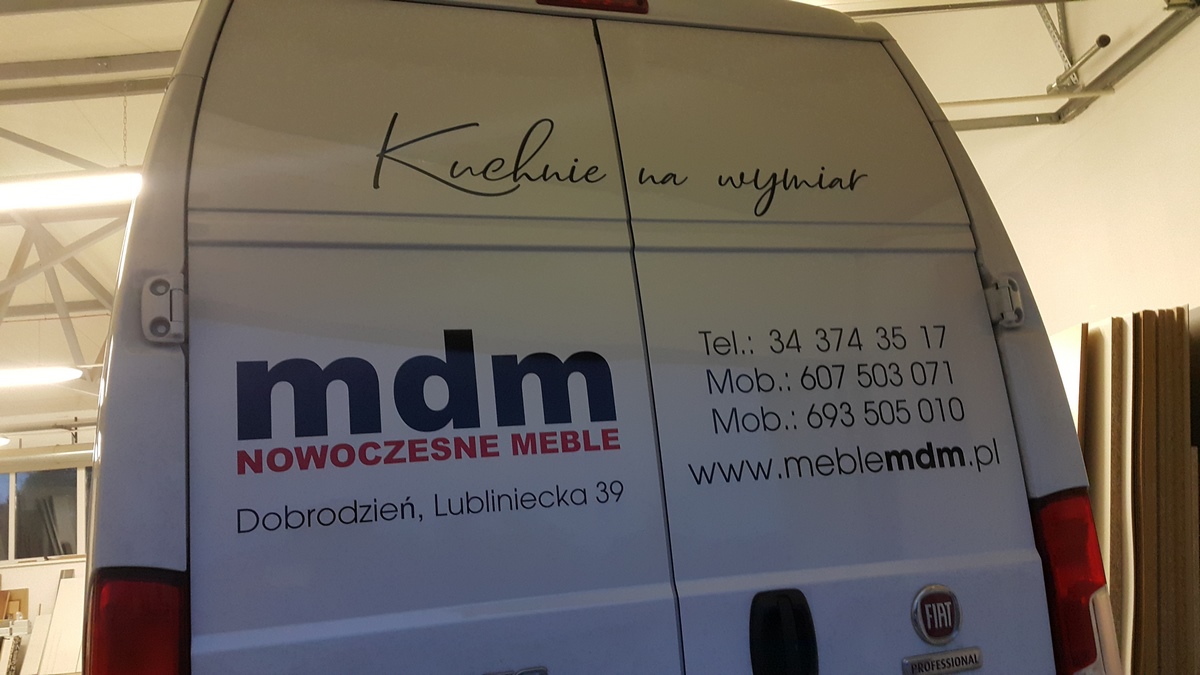 Kuchnie na wymiar
mdm
NOWOCZESNE MEBLE
Dobrodzień, Lubliniecka 39
Tel.: 34 374 35 17
Mob.: 607 503 071
Mob.: 693 505 010
www.meblemdm.pl
FIAT
PROFESSIONAL